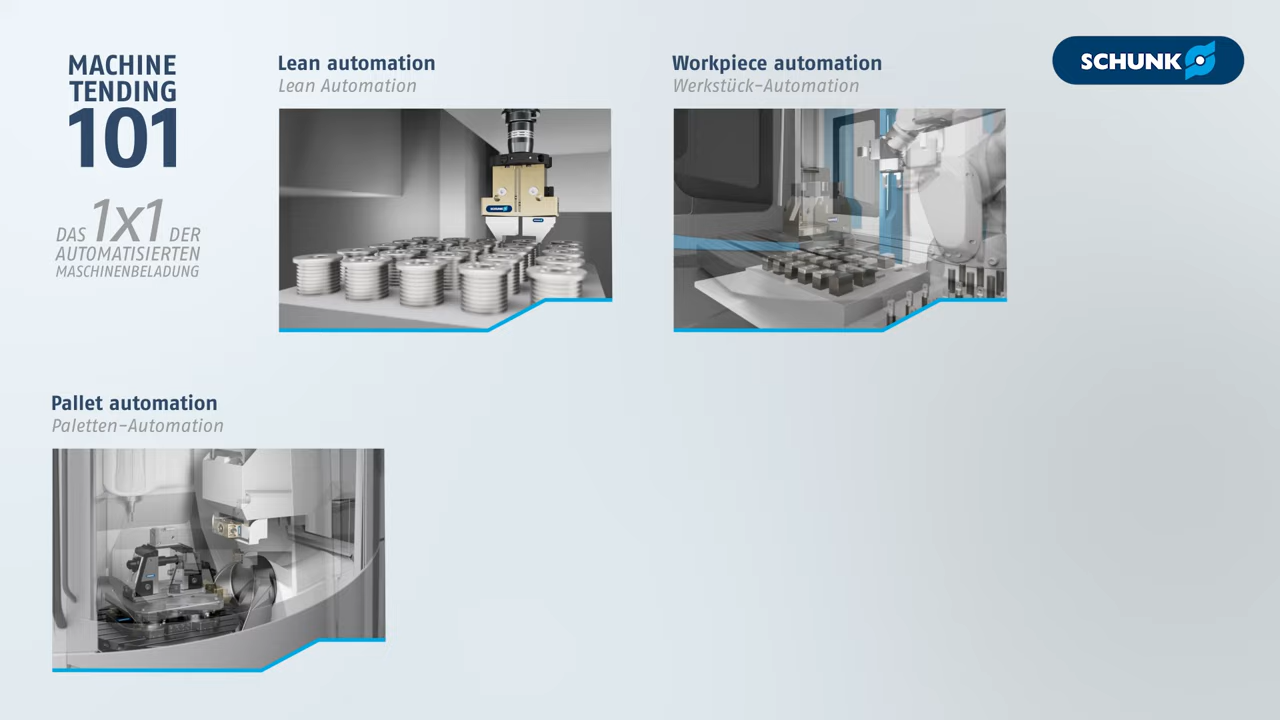 MACHINE
TENDING
101
DAS 1x1 DER
AUTOMATISIERTEN
MASCHINENBELADUNG
Lean automation
Lean Automation
Workpiece automation
Werkstück-Automation
SCHUNK
Pallet automation
Paletten-Automation